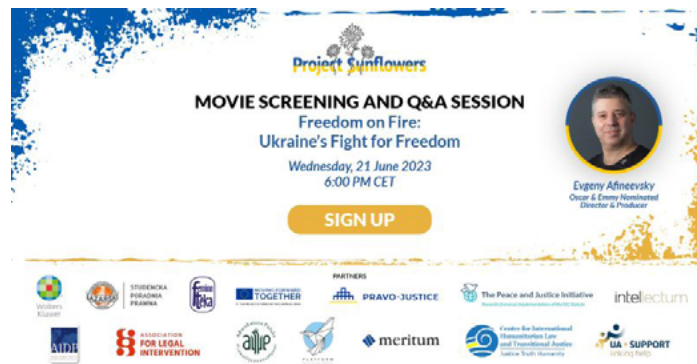 Project Sunflowers
MOVIE SCREENING AND Q&A SESSION
Freedom on Fire:
Ukraine's Fight for Freedom
Wednesday, 21 June 2023
6:00 PM CET
SIGN UP
Evgeny Afineevsky
Oscar & Emmy Nominated
Director & Producer
PARTNERS
Wolters
Kluwer
STUDENCKA
PORADNIA
PRAWNA
MOVING FORWARD
TOGETHER
PRAVO-JUSTICE
The Peace and Justice Initiative
intellectum
ASSOCIATION
FOR LEGAL
INTERVENTION
PLATFORM
meritum
Center for International
Humanitarian Law
and Transitional Justice
Justice Truth Humanity
UA SUPPORT
linking help